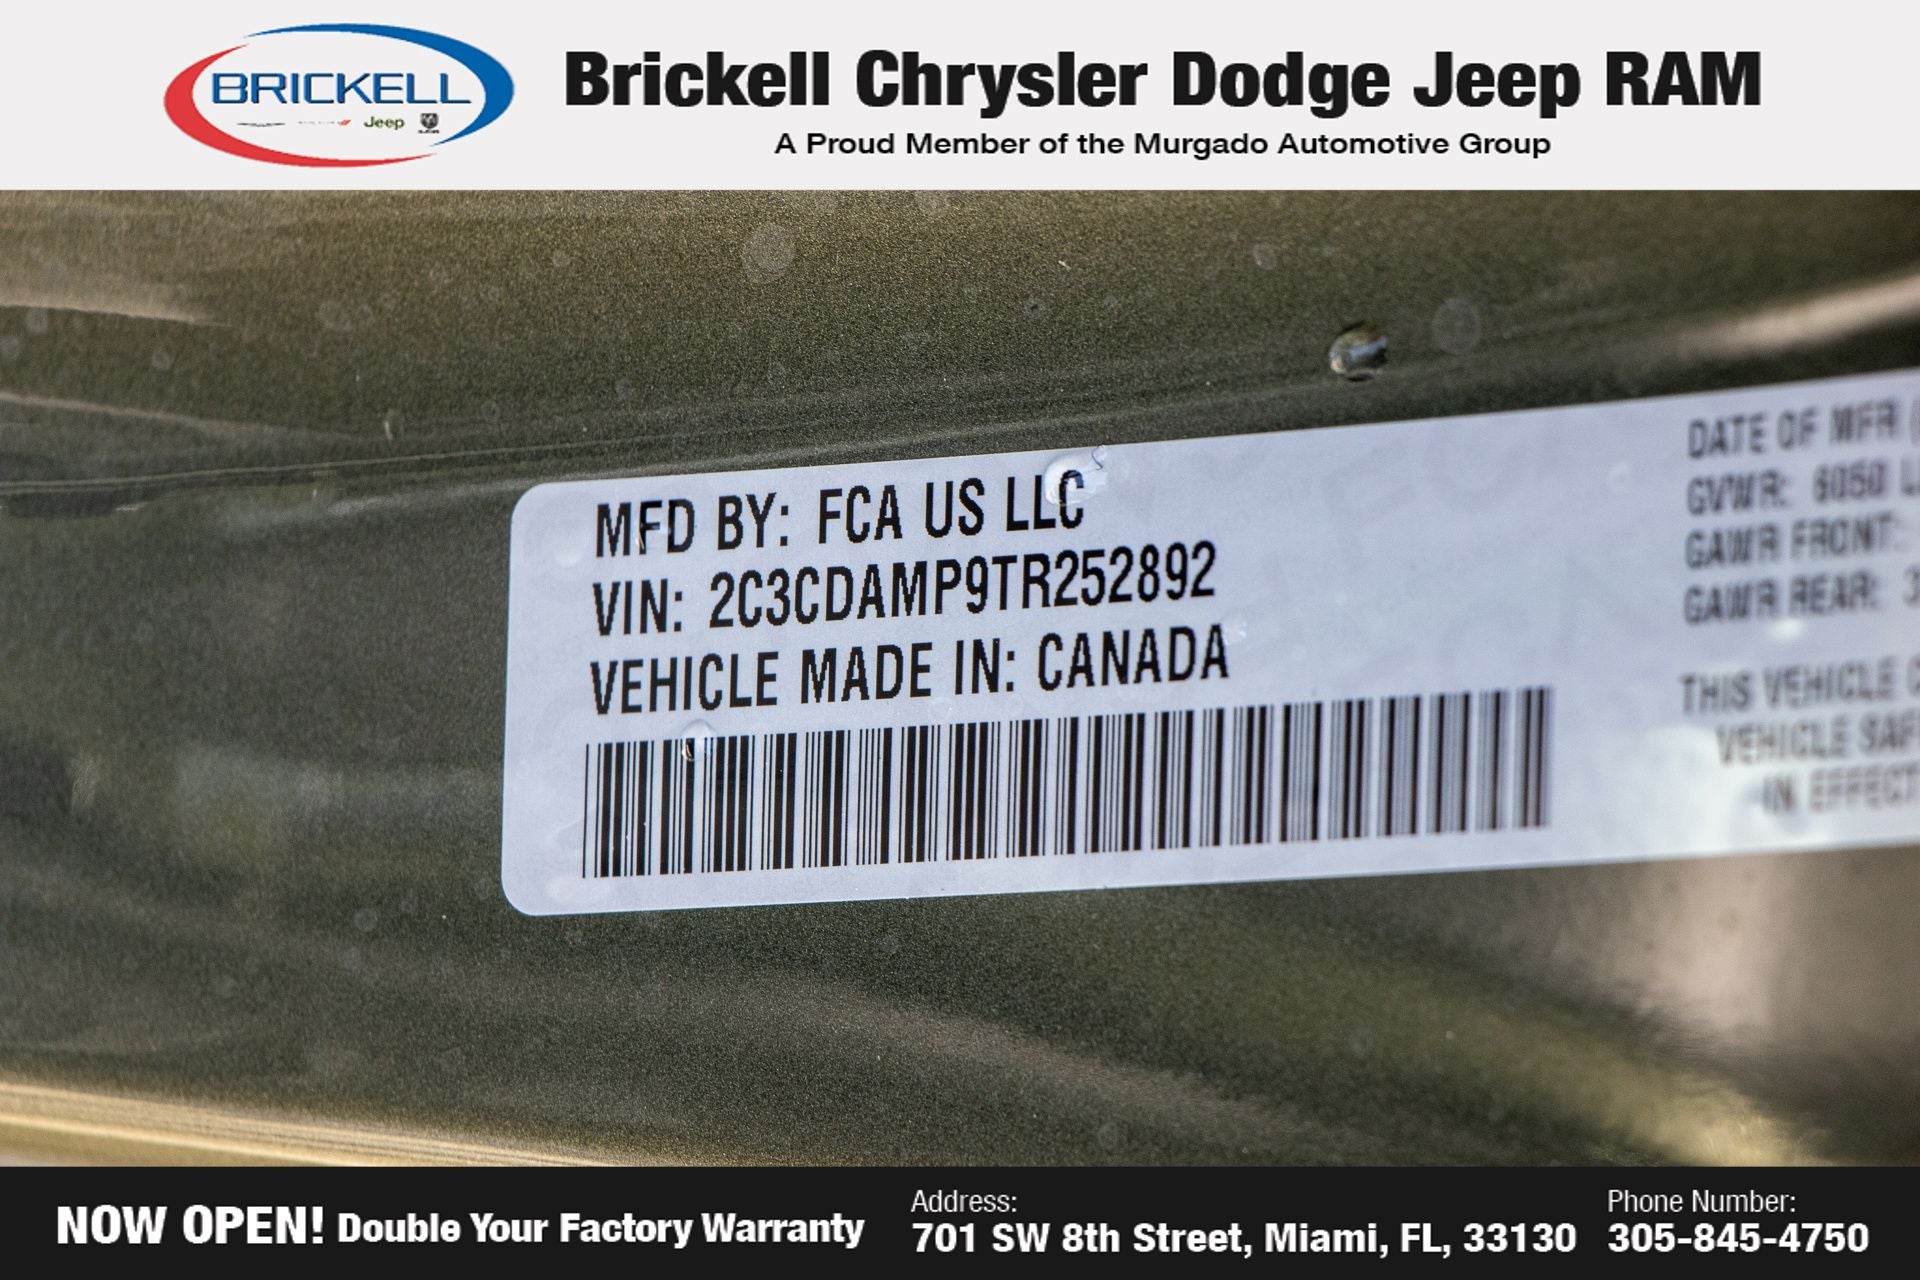 BRICKELL
Jeep
Brickell Chrysler Dodge Jeep RAM
A Proud Member of the Murgado Automotive Group
MFD BY: FCA US LLC
VIN: 2C3CDAMP9TR252892
VEHICLE MADE IN: CANADA
DATE OF MFR
GVWR: 6050
GAWR FRONT:
GAWR REAR: 3
THIS VEHICLE
VEHICLE
IN EFFECT
NOW OPEN! Double Your Factory Warranty
Address:
701 SW 8th Street, Miami, FL, 33130
Phone Number:
305-845-4750